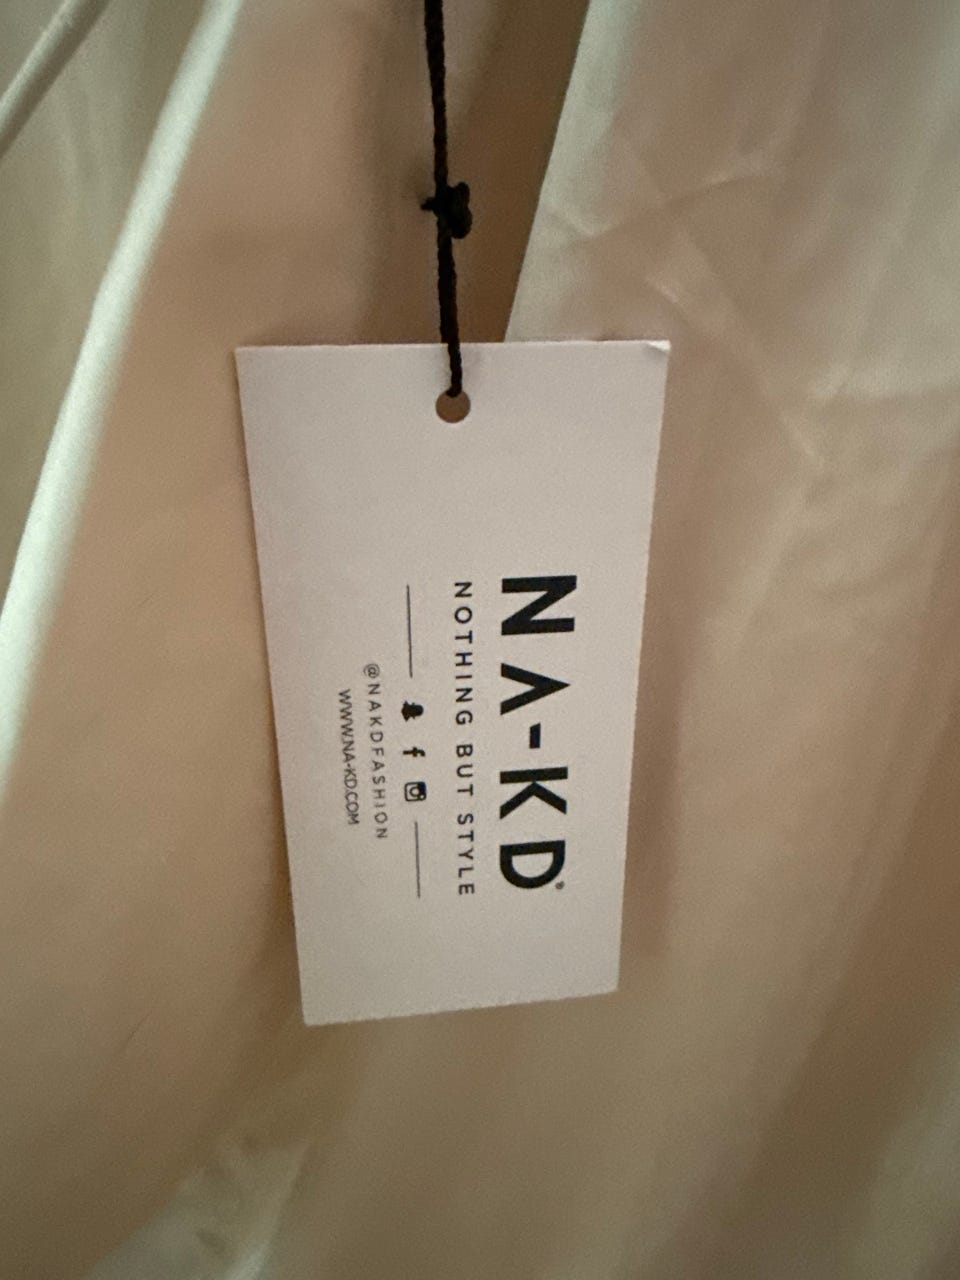 NA-KD®
NOTHING BUT STYLE
@NAKDFASHION
WWW.NA-KD.COM